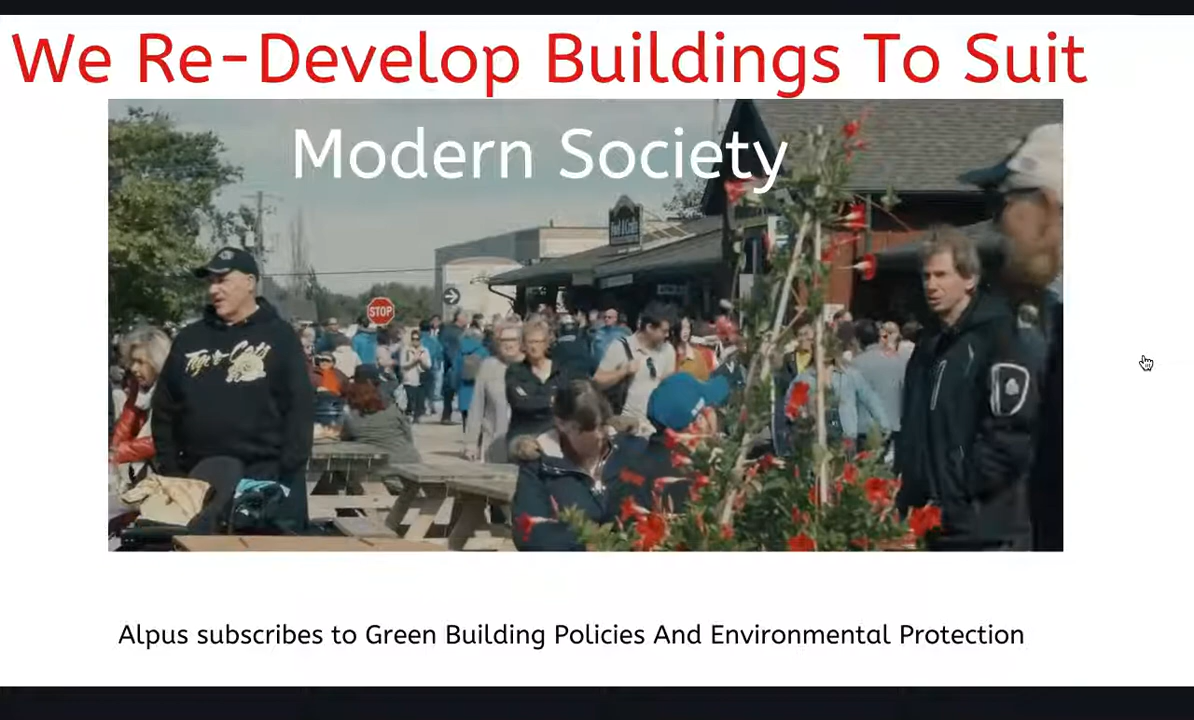 We Re-Develop Buildings To Suit
Modern Society
STOP
Alpus subscribes to Green Building Policies And Environmental Protection